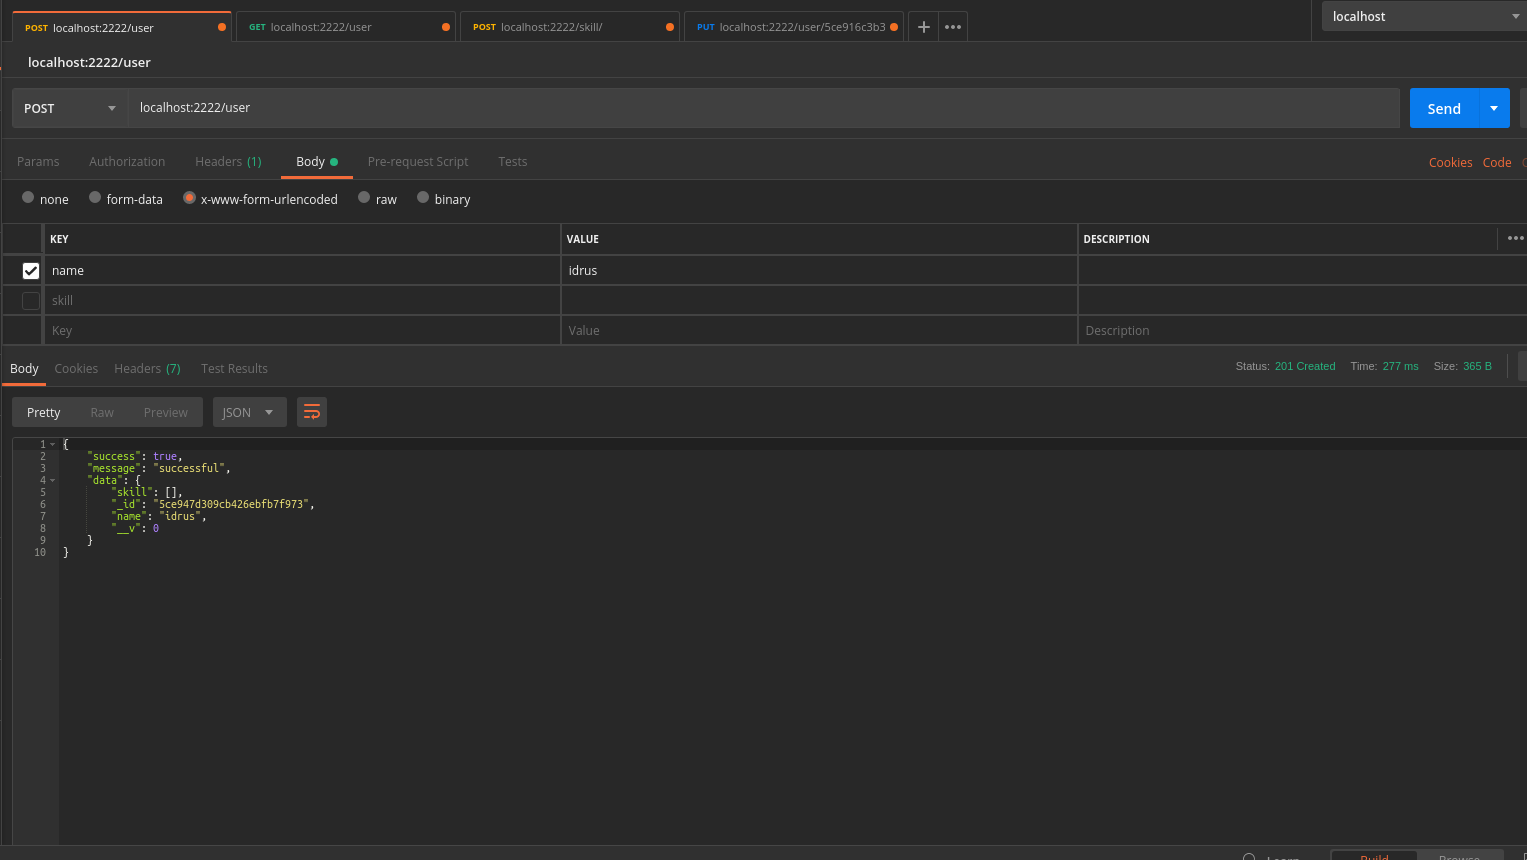 POST localhost:2222/user
GET localhost:2222/user
POST localhost:2222/skill/
PUT localhost:2222/user/5ce916c3b3
localhost
localhost:2222/user
POST localhost:2222/user Send
Params Authorization Headers (1) Body Pre-request Script Tests Cookies Code
none form-data x-www-form-urlencoded raw binary
KEY VALUE DESCRIPTION
name idrus
skill
Key Value Description
Body Cookies Headers (7) Test Results Status: 201 Created Time: 277 ms Size: 365 B
Pretty Raw Preview JSON
1 {
2 "success": true,
3 "message": "successful",
4 "data": {
5 "skill": [],
6 "_id": "5ce947d309cb426ebfb7f973",
7 "name": "idrus",
8 "__v": 0
9 }
10 }
Learn Build Browse